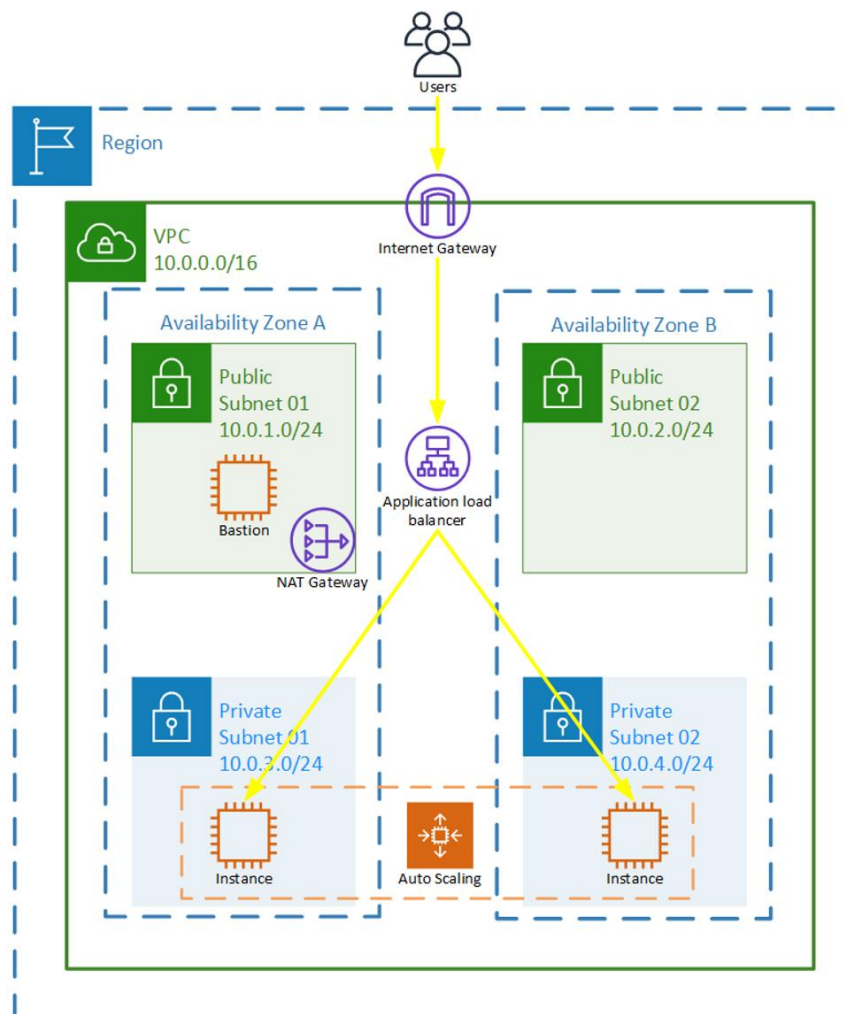 Users
Region
Internet Gateway
VPC
10.0.0.0/16
Availability Zone A
Availability Zone B
Public
Subnet 01
10.0.1.0/24
Public
Subnet 02
10.0.2.0/24
Application load
balancer
Bastion
NAT Gateway
Private
Subnet 01
10.0.3.0/24
Private
Subnet 02
10.0.4.0/24
Instance
Auto Scaling
Instance